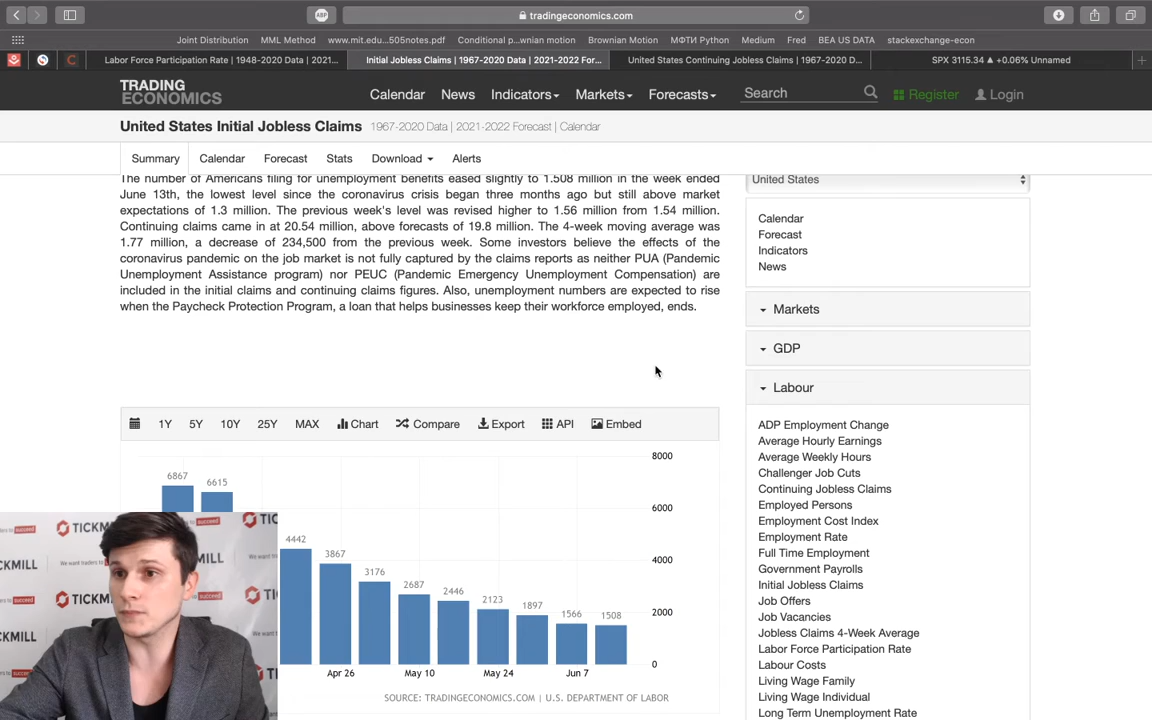 tradingeconomics.com
ABP
Joint Distribution
MML Method
www.mit.edu...505notes.pdf
Conditional p...wnian motion
Brownian Motion
МФТИ Python
Medium
Fred
BEA US DATA
stackexchange-econ
Labor Force Participation Rate | 1948-2020 Data | 2021...
Initial Jobless Claims | 1967-2020 Data | 2021-2022 For...
United States Continuing Jobless Claims | 1967-2020 D...
SPX 3115.34 ▲ +0.06% Unnamed
TRADING
ECONOMICS
Calendar
News
Indicators
Markets
Forecasts
Search
Register
Login
United States Initial Jobless Claims
1967-2020 Data | 2021-2022 Forecast | Calendar
Summary
Calendar
Forecast
Stats
Download
Alerts
The number of Americans filing for unemployment benefits eased slightly to 1.508 million in the week ended
June 13th, the lowest level since the coronavirus crisis began three months ago but still above market
expectations of 1.3 million. The previous week's level was revised higher to 1.56 million from 1.54 million.
Continuing claims came in at 20.54 million, above forecasts of 19.8 million. The 4-week moving average was
1.77 million, a decrease of 234,500 from the previous week. Some investors believe the effects of the
coronavirus pandemic on the job market is not fully captured by the claims reports as neither PUA (Pandemic
Unemployment Assistance program) nor PEUC (Pandemic Emergency Unemployment Compensation) are
included in the initial claims and continuing claims figures. Also, unemployment numbers are expected to rise
when the Paycheck Protection Program, a loan that helps businesses keep their workforce employed, ends.
United States
Calendar
Forecast
Indicators
News
Markets
GDP
Labour
ADP Employment Change
Average Hourly Earnings
Average Weekly Hours
Challenger Job Cuts
Continuing Jobless Claims
Employed Persons
Employment Cost Index
Employment Rate
Full Time Employment
Government Payrolls
Initial Jobless Claims
Job Offers
Job Vacancies
Jobless Claims 4-Week Average
Labor Force Participation Rate
Labour Costs
Living Wage Family
Living Wage Individual
Long Term Unemployment Rate
1Y
5Y
10Y
25Y
MAX
Chart
Compare
Export
API
Embed
8000
6000
4000
2000
0
6867
6615
4442
3867
3176
2687
2446
2123
1897
1566
1508
Apr 26
May 10
May 24
Jun 7
SOURCE: TRADINGECONOMICS.COM | U.S. DEPARTMENT OF LABOR
TICKMILL
We want traders to succeed